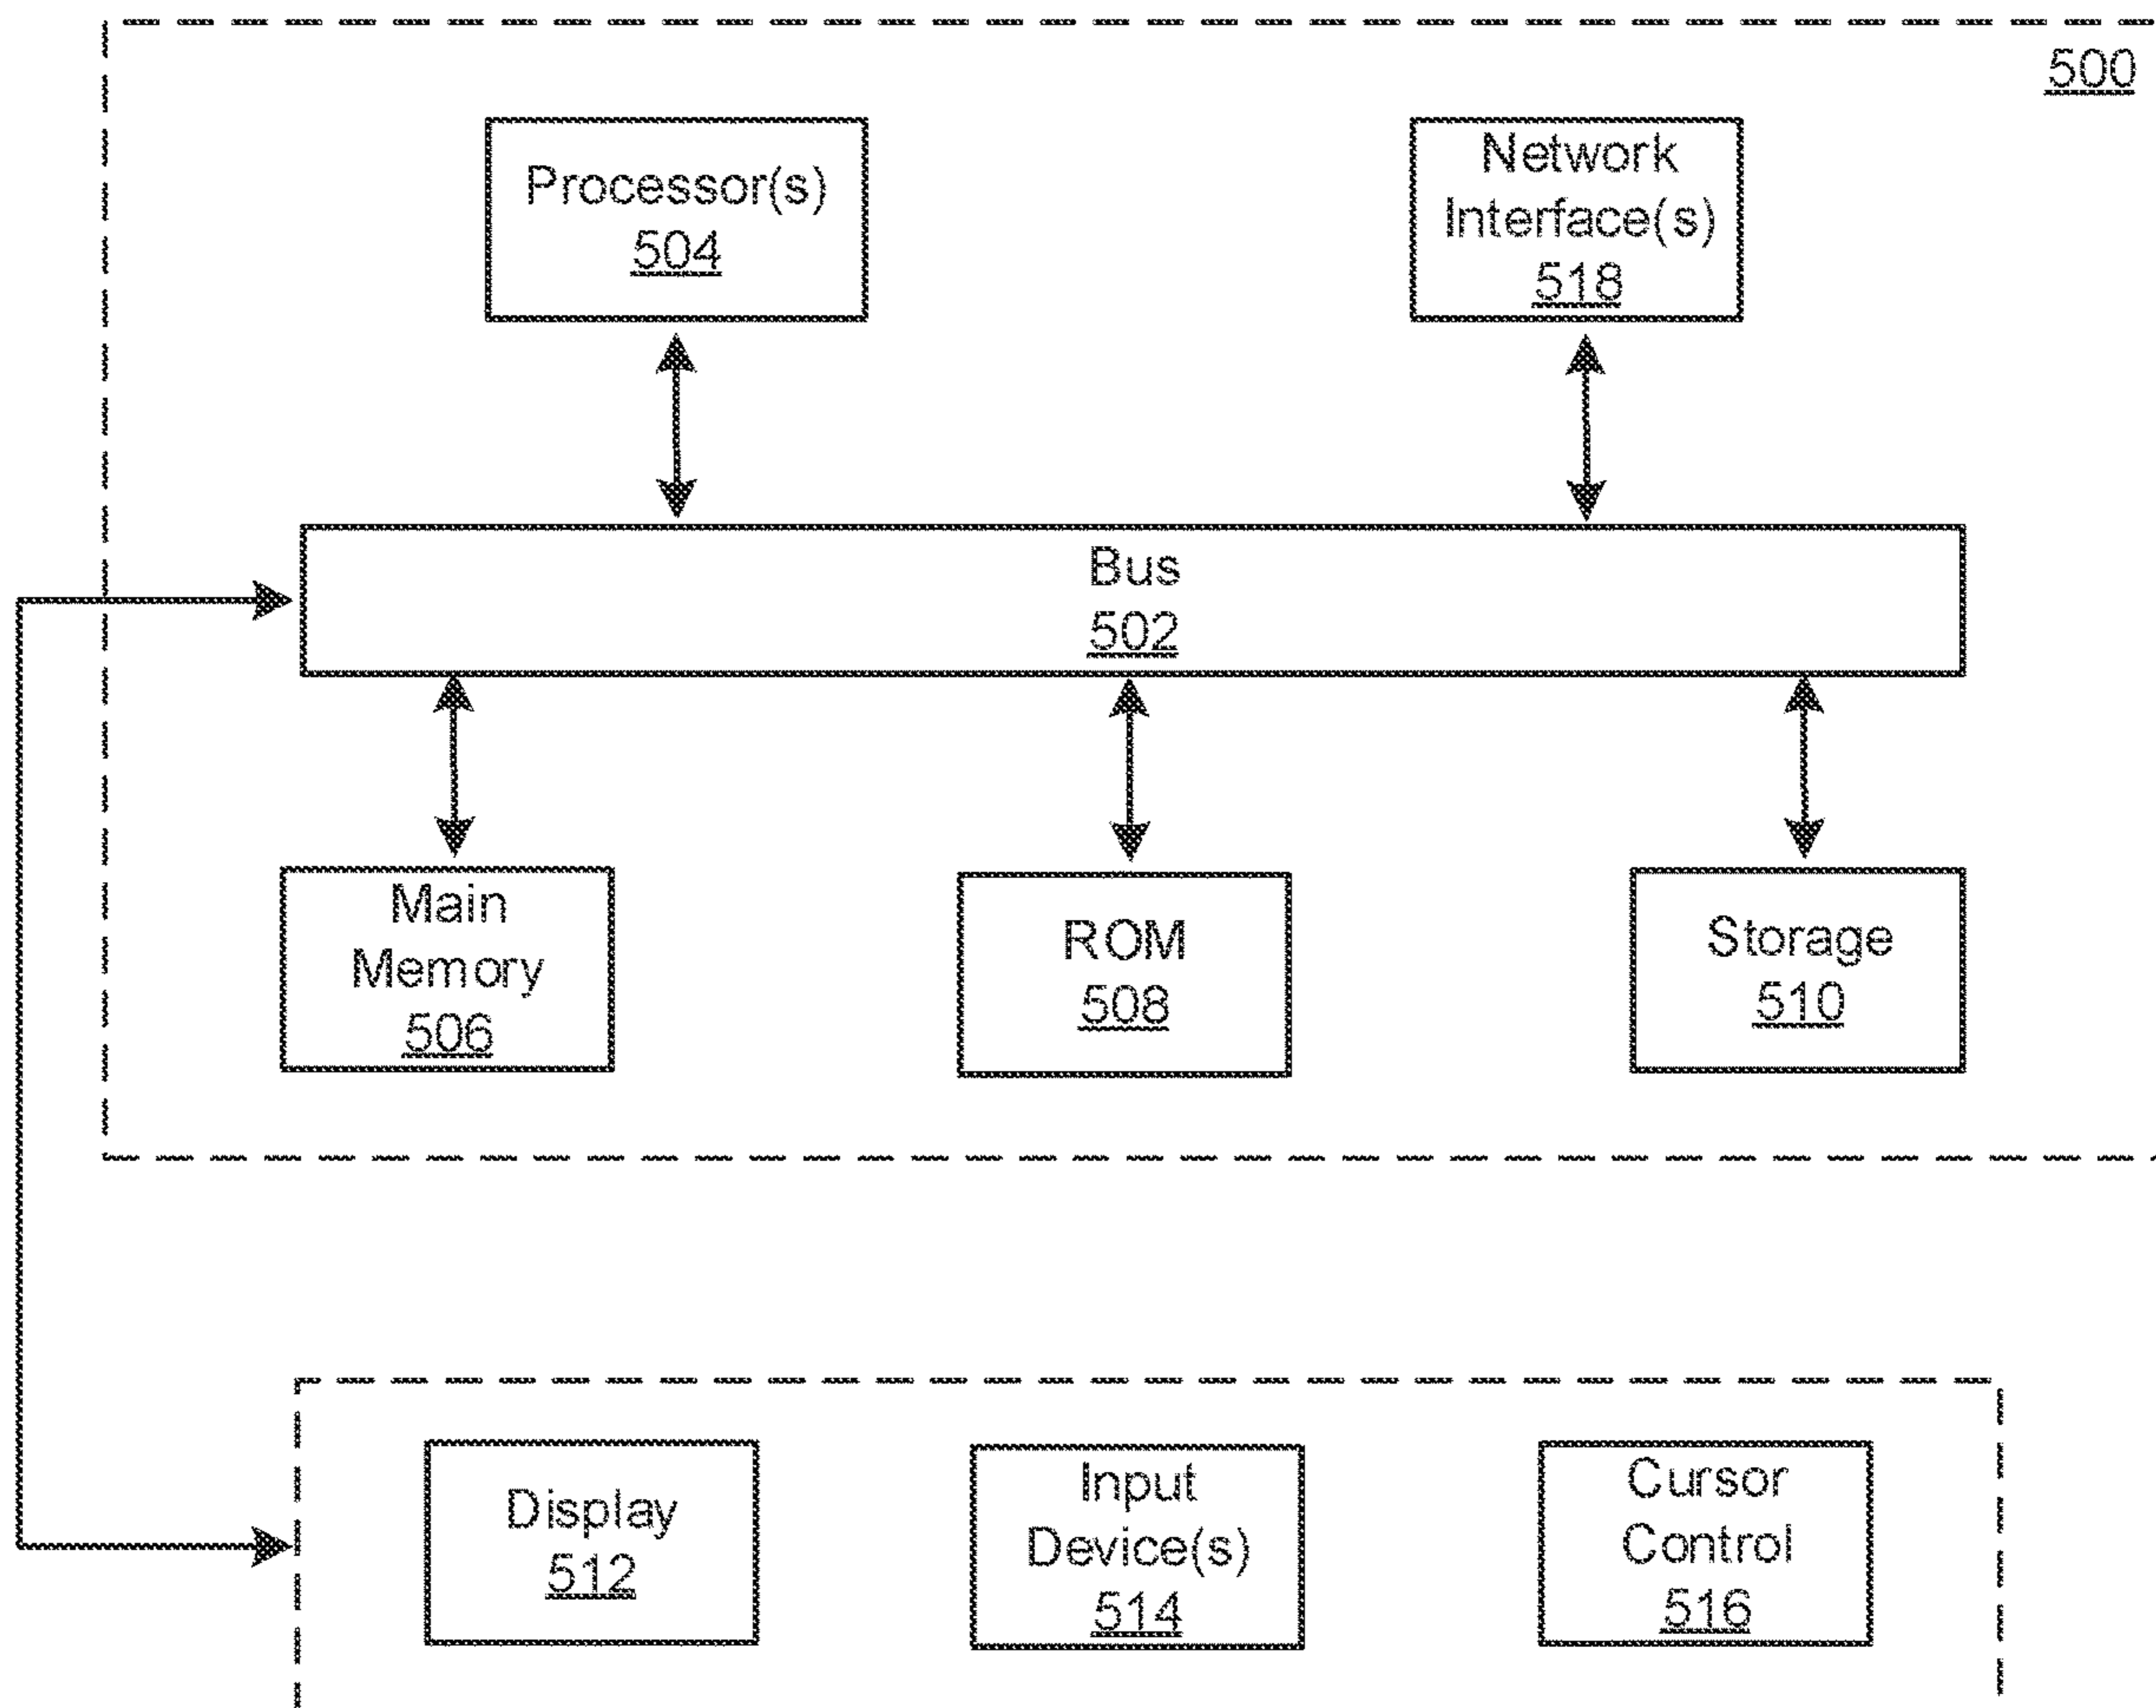 500
Processor(s)
504
Network
Interface(s)
518
Bus
502
Main
Memory
506
ROM
508
Storage
510
Display
512
Input
Device(s)
514
Cursor
Control
516